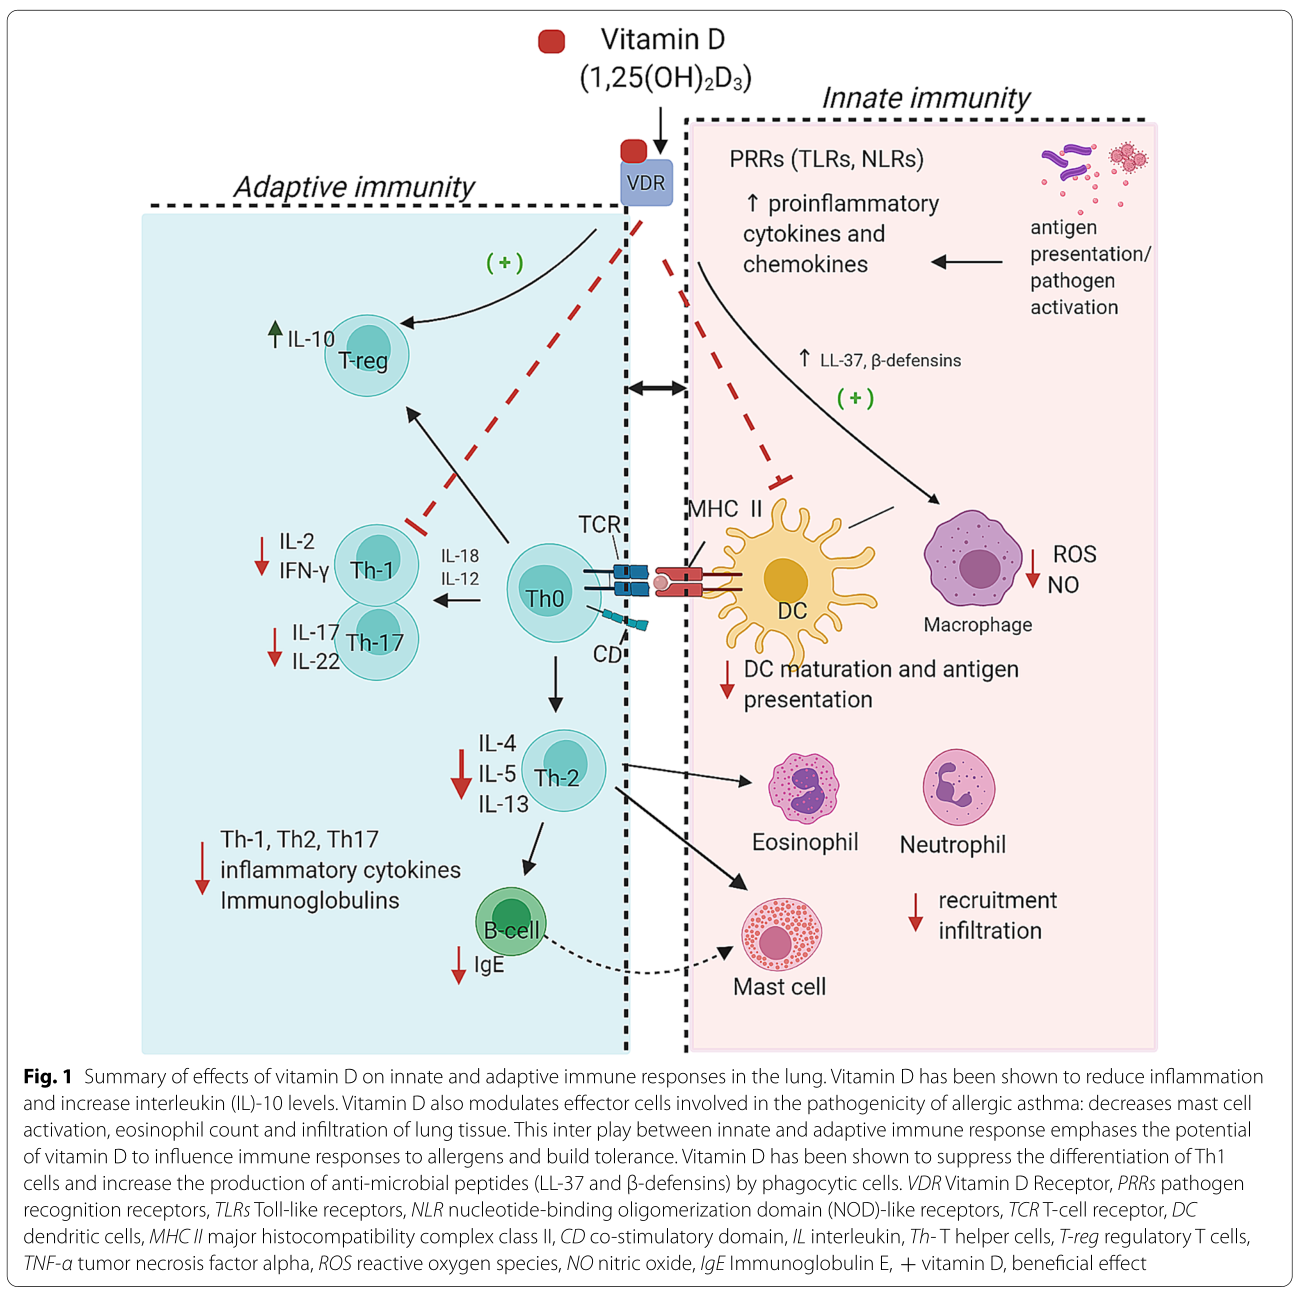 Vitamin D
(1,25(OH)₂D₃)
Innate immunity
Adaptive immunity
VDR
PRRs (TLRs, NLRs)
↑ proinflammatory
cytokines and
chemokines
antigen
presentation/
pathogen
activation
(+)
IL-10
T-reg
↑ LL-37, β-defensins
(+)
MHC II
TCR
IL-2
IFN-γ
Th-1
IL-18
IL-12
Th0
DC
ROS
NO
Macrophage
IL-17
IL-22
Th-17
CD
DC maturation and antigen
presentation
IL-4
IL-5
IL-13
Th-2
Eosinophil
Neutrophil
Th-1, Th2, Th17
inflammatory cytokines
Immunoglobulins
B-cell
IgE
recruitment
infiltration
Mast cell
Fig. 1 Summary of effects of vitamin D on innate and adaptive immune responses in the lung. Vitamin D has been shown to reduce inflammation
and increase interleukin (IL)-10 levels. Vitamin D also modulates effector cells involved in the pathogenicity of allergic asthma: decreases mast cell
activation, eosinophil count and infiltration of lung tissue. This inter play between innate and adaptive immune response emphases the potential
of vitamin D to influence immune responses to allergens and build tolerance. Vitamin D has been shown to suppress the differentiation of Th1
cells and increase the production of anti-microbial peptides (LL-37 and β-defensins) by phagocytic cells. VDR Vitamin D Receptor, PRRs pathogen
recognition receptors, TLRs Toll-like receptors, NLR nucleotide-binding oligomerization domain (NOD)-like receptors, TCR T-cell receptor, DC
dendritic cells, MHC II major histocompatibility complex class II, CD co-stimulatory domain, IL interleukin, Th- T helper cells, T-reg regulatory T cells,
TNF-α tumor necrosis factor alpha, ROS reactive oxygen species, NO nitric oxide, IgE Immunoglobulin E, + vitamin D, beneficial effect